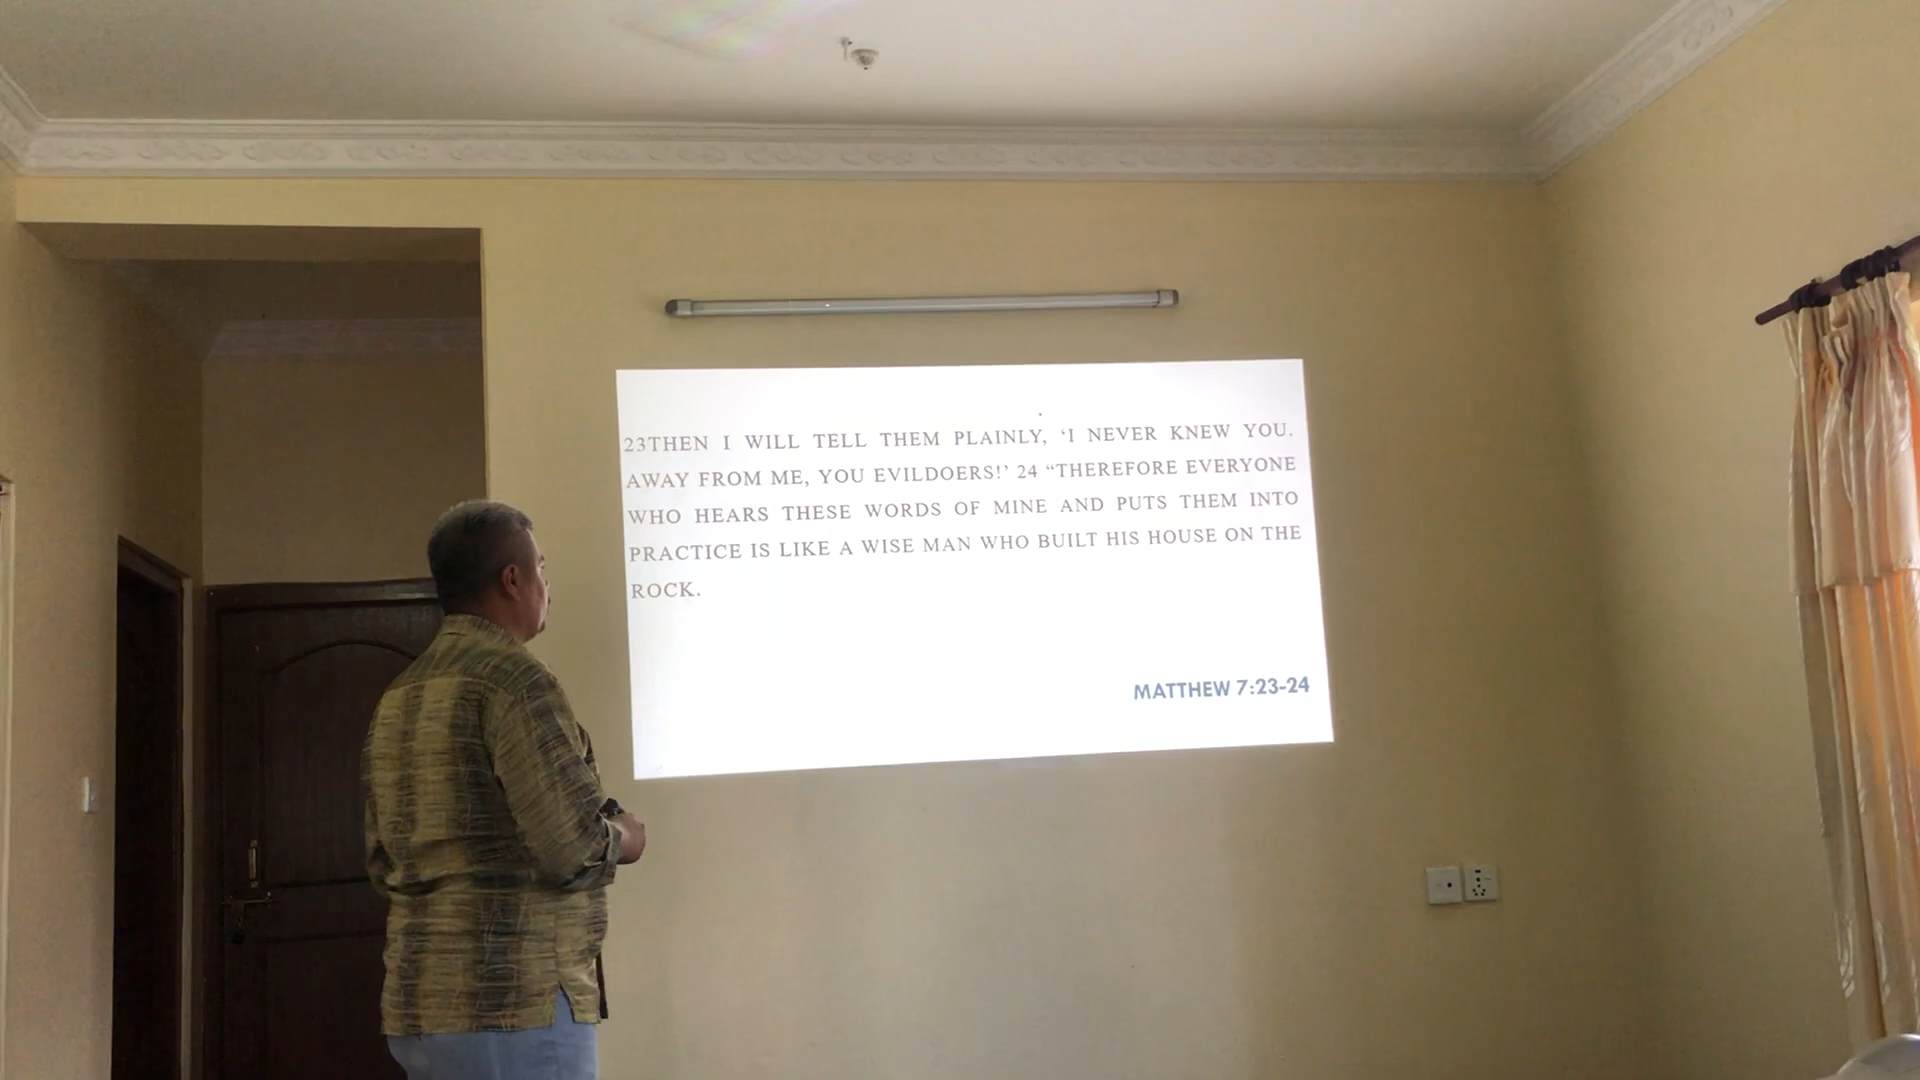 23THEN I WILL TELL THEM PLAINLY, ‘I NEVER KNEW YOU.
AWAY FROM ME, YOU EVILDOERS!’ 24 “THEREFORE EVERYONE
WHO HEARS THESE WORDS OF MINE AND PUTS THEM INTO
PRACTICE IS LIKE A WISE MAN WHO BUILT HIS HOUSE ON THE
ROCK.
MATTHEW 7:23-24